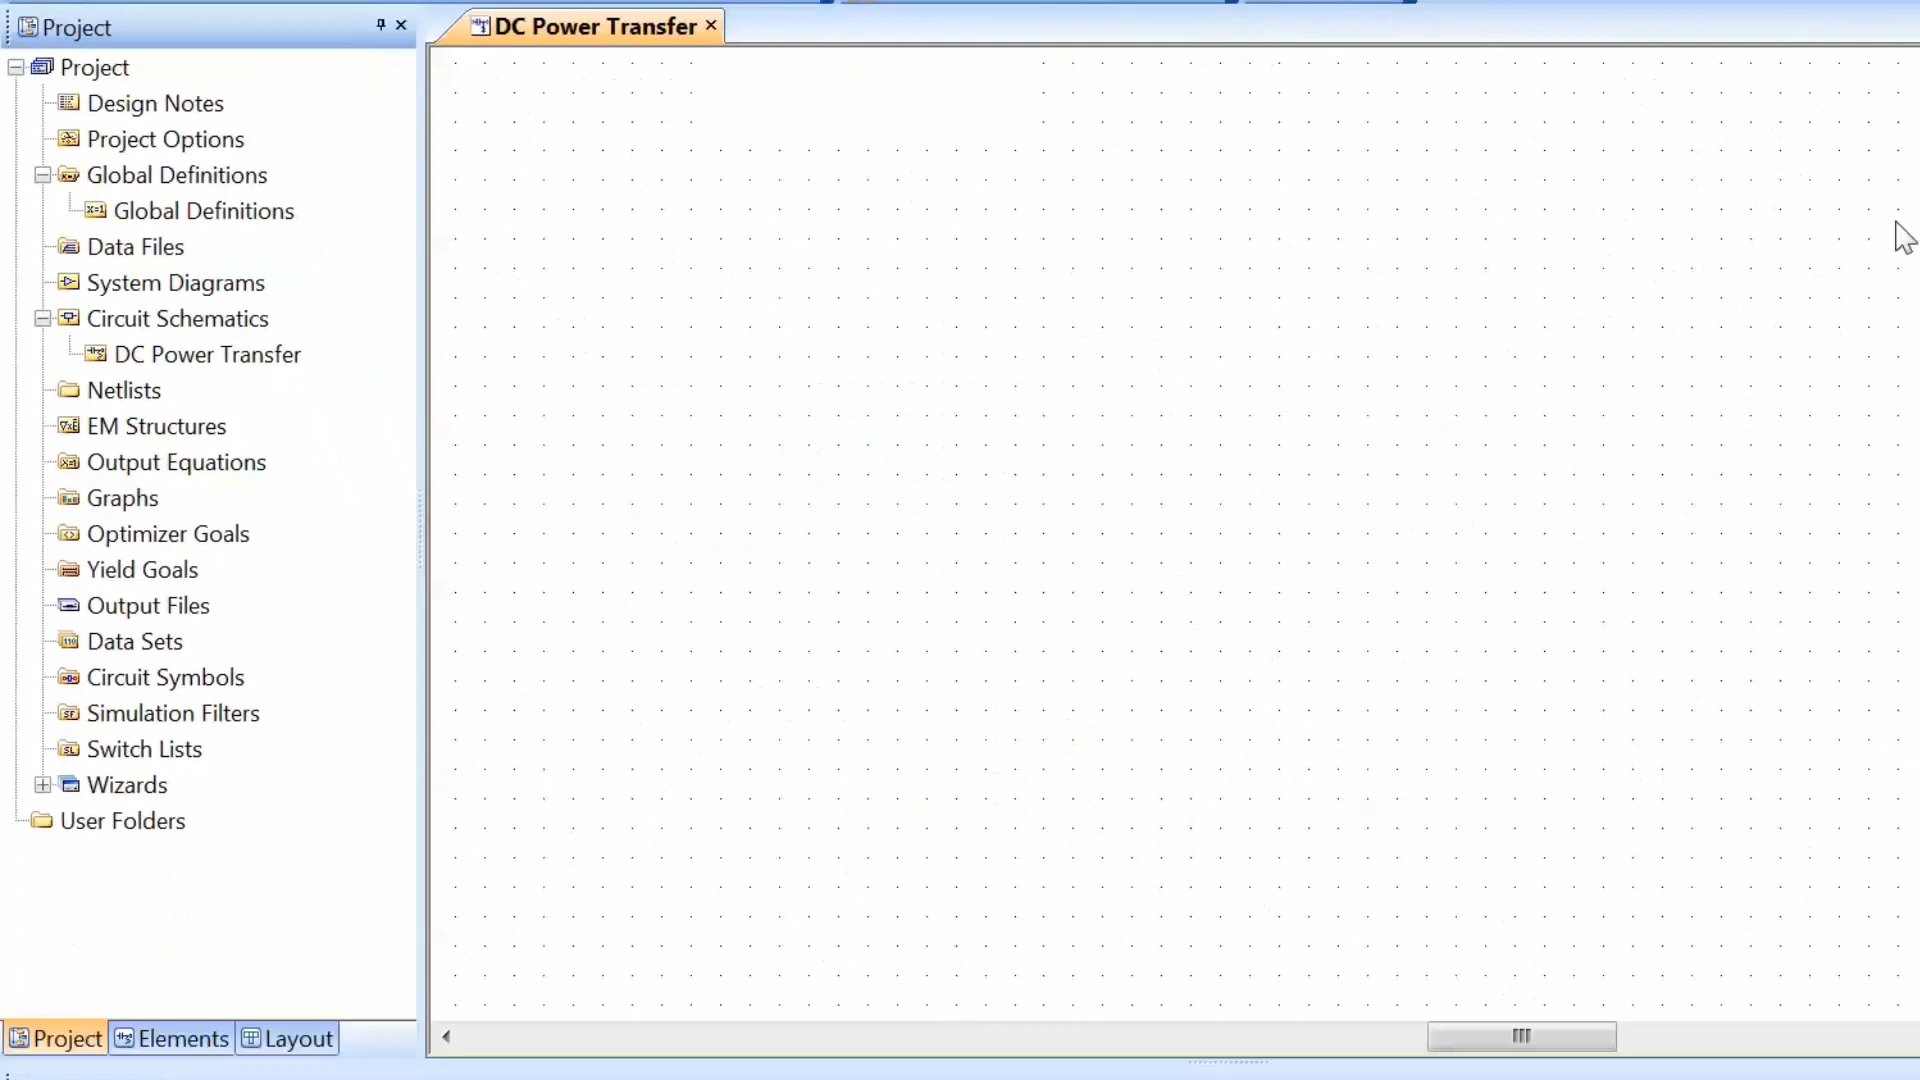 Project
DC Power Transfer
Project
Design Notes
Project Options
Global Definitions
Global Definitions
Data Files
System Diagrams
Circuit Schematics
DC Power Transfer
Netlists
EM Structures
Output Equations
Graphs
Optimizer Goals
Yield Goals
Output Files
Data Sets
Circuit Symbols
Simulation Filters
Switch Lists
Wizards
User Folders
Project Elements Layout